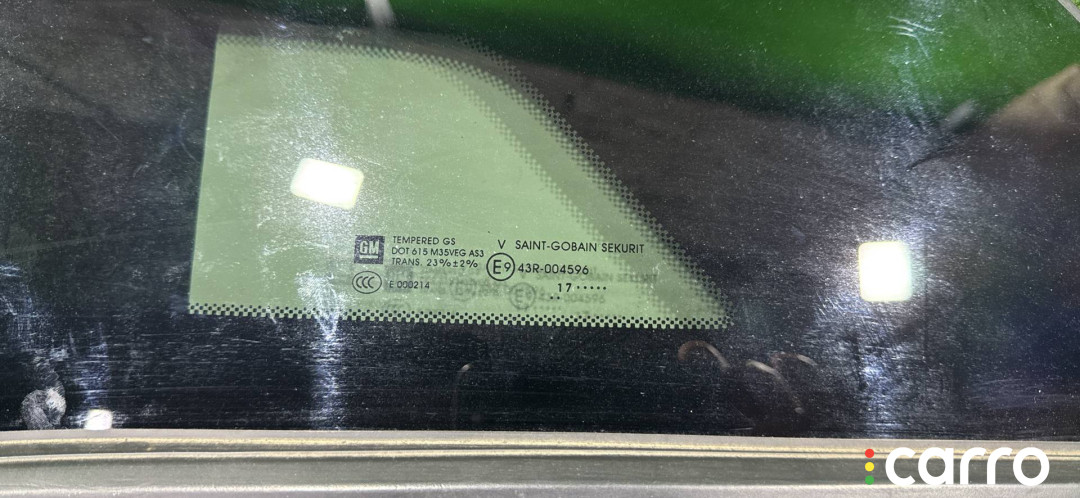 GM
TEMPERED GS
DOT 615 M35VEG AS3
TRANS. 23%±2%
CCC
E 000214
V SAINT-GOBAIN SEKURIT
E9 43R-004596
17
carro